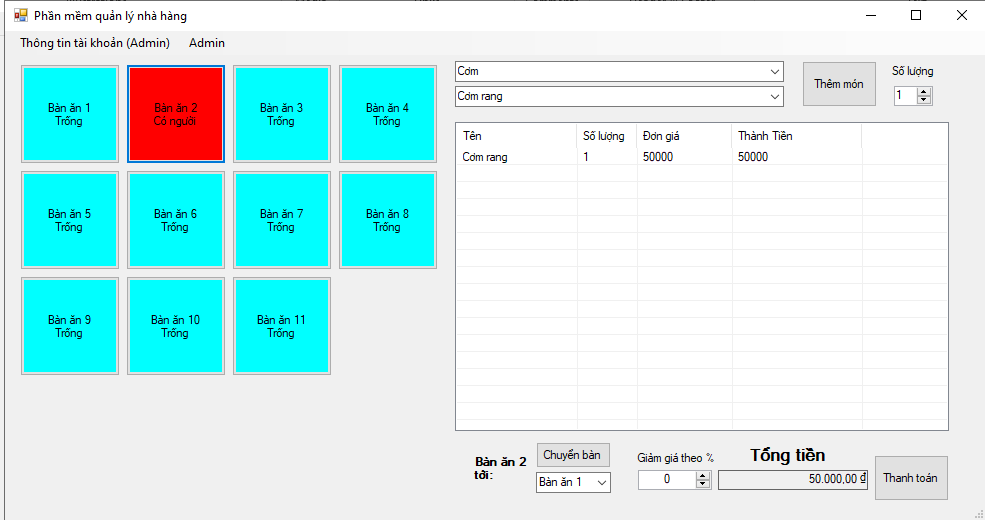 Phần mềm quản lý nhà hàng
Thông tin tài khoản (Admin) Admin
Bàn ăn 1
Trống
Bàn ăn 2
Có người
Bàn ăn 3
Trống
Bàn ăn 4
Trống
Bàn ăn 5
Trống
Bàn ăn 6
Trống
Bàn ăn 7
Trống
Bàn ăn 8
Trống
Bàn ăn 9
Trống
Bàn ăn 10
Trống
Bàn ăn 11
Trống
Cơm
Cơm rang
Thêm món
Số lượng
1
Tên Số lượng Đơn giá Thành Tiền
Cơm rang 1 50000 50000
Bàn ăn 2
tới:
Chuyển bàn
Bàn ăn 1
Giảm giá theo %
0
Tổng tiền
50.000,00 ₫
Thanh toán